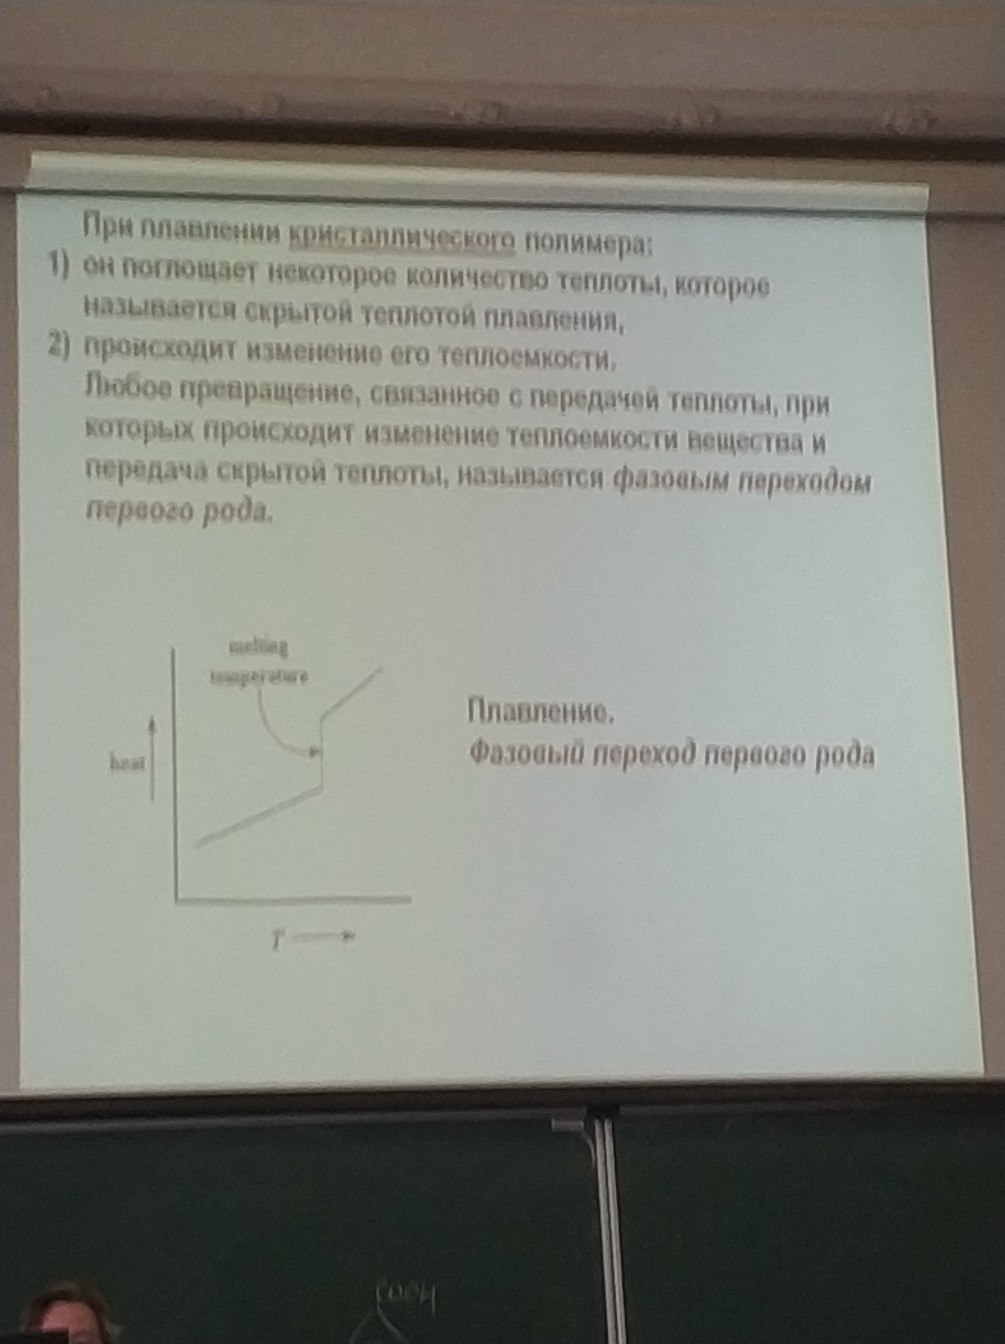 При плавлении кристаллического полимера:
1) он поглощает некоторое количество теплоты, которое
называется скрытой теплотой плавления,
2) происходит изменение его теплоемкости.
Любое превращение, связанное с передачей теплоты, при
которых происходит изменение теплоемкости вещества и
передача скрытой теплоты, называется фазовым переходом
первого рода.
melting
temperature
Плавление.
Фазовый переход первого рода
heat
T